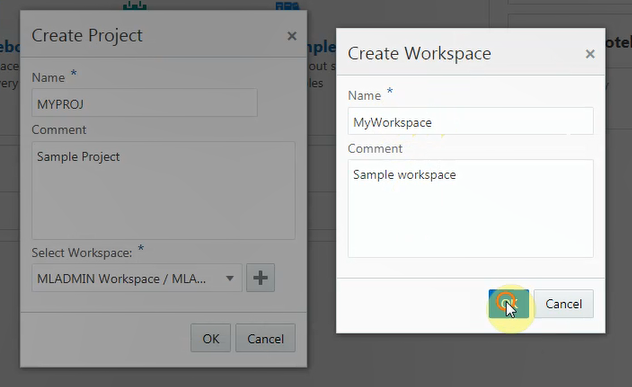 Create Project
Name *
MYPROJ
Comment
Sample Project
Select Workspace: *
MLADMIN Workspace / MLA...
OK
Cancel
Create Workspace
Name *
MyWorkspace
Comment
Sample workspace
Cancel